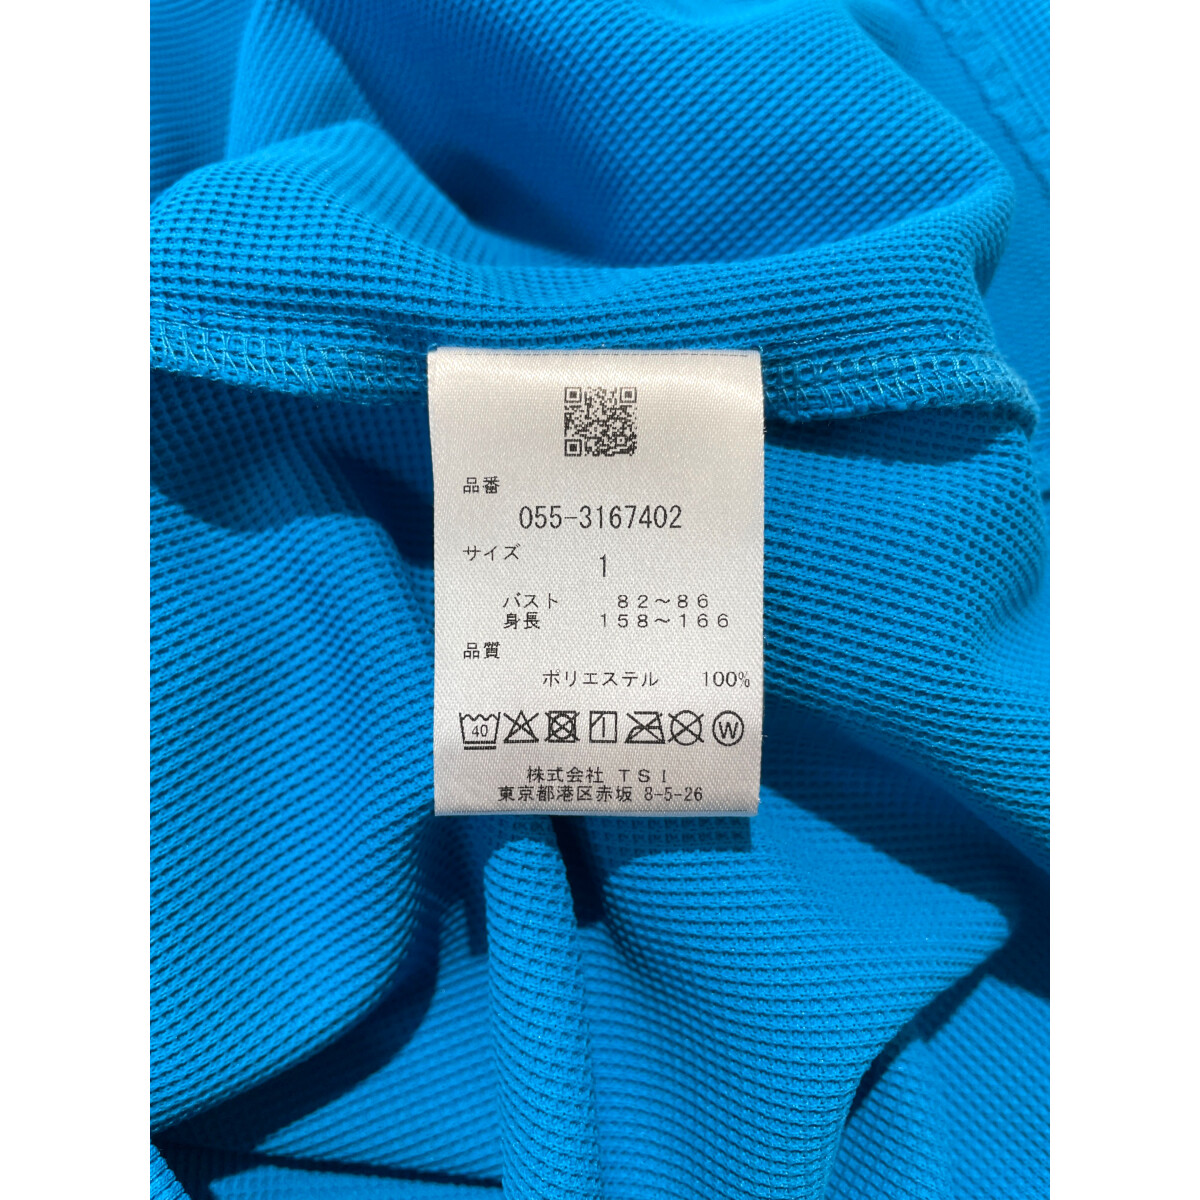 品番
055-3167402
サイズ
1
バスト 82～86
身長 158～166
品質
ポリエステル 100%
40 W
株式会社 TSI
東京都港区赤坂 8-5-26